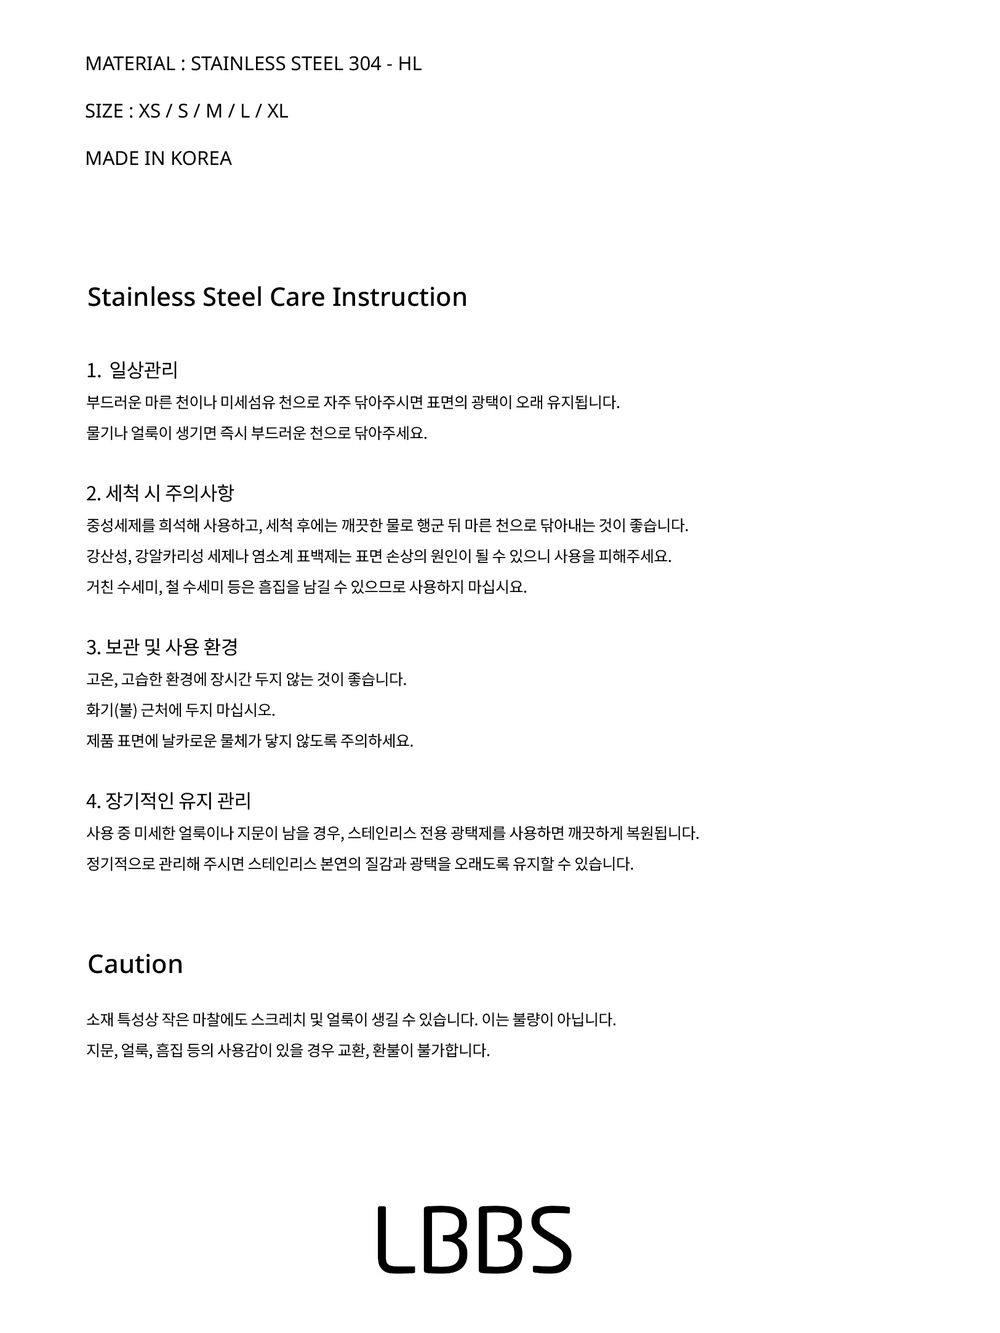 MATERIAL : STAINLESS STEEL 304 - HL
SIZE : XS / S / M / L / XL
MADE IN KOREA
Stainless Steel Care Instruction
1. 일상관리
부드러운 마른 천이나 미세섬유 천으로 자주 닦아주시면 표면의 광택이 오래 유지됩니다.
물기나 얼룩이 생기면 즉시 부드러운 천으로 닦아주세요.
2. 세척 시 주의사항
중성세제를 희석해 사용하고, 세척 후에는 깨끗한 물로 헹군 뒤 마른 천으로 닦아내는 것이 좋습니다.
강산성, 강알카리성 세제나 염소계 표백제는 표면 손상의 원인이 될 수 있으니 사용을 피해주세요.
거친 수세미, 철 수세미 등은 흠집을 남길 수 있으므로 사용하지 마십시요.
3. 보관 및 사용 환경
고온, 고습한 환경에 장시간 두지 않는 것이 좋습니다.
화기(불) 근처에 두지 마십시오.
제품 표면에 날카로운 물체가 닿지 않도록 주의하세요.
4. 장기적인 유지 관리
사용 중 미세한 얼룩이나 지문이 남을 경우, 스테인리스 전용 광택제를 사용하면 깨끗하게 복원됩니다.
정기적으로 관리해 주시면 스테인리스 본연의 질감과 광택을 오래도록 유지할 수 있습니다.
Caution
소재 특성상 작은 마찰에도 스크레치 및 얼룩이 생길 수 있습니다. 이는 불량이 아닙니다.
지문, 얼룩, 흠집 등의 사용감이 있을 경우 교환, 환불이 불가합니다.
LBBS